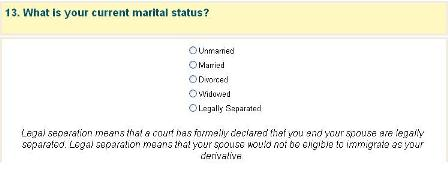 13. What is your current marital status?
Unmarried
Married
Divorced
Widowed
Legally Separated
Legal separation means that a court has formally declared that you and your spouse are legally
separated. Legal separation means that your spouse would not be eligible to immigrate as your
derivative